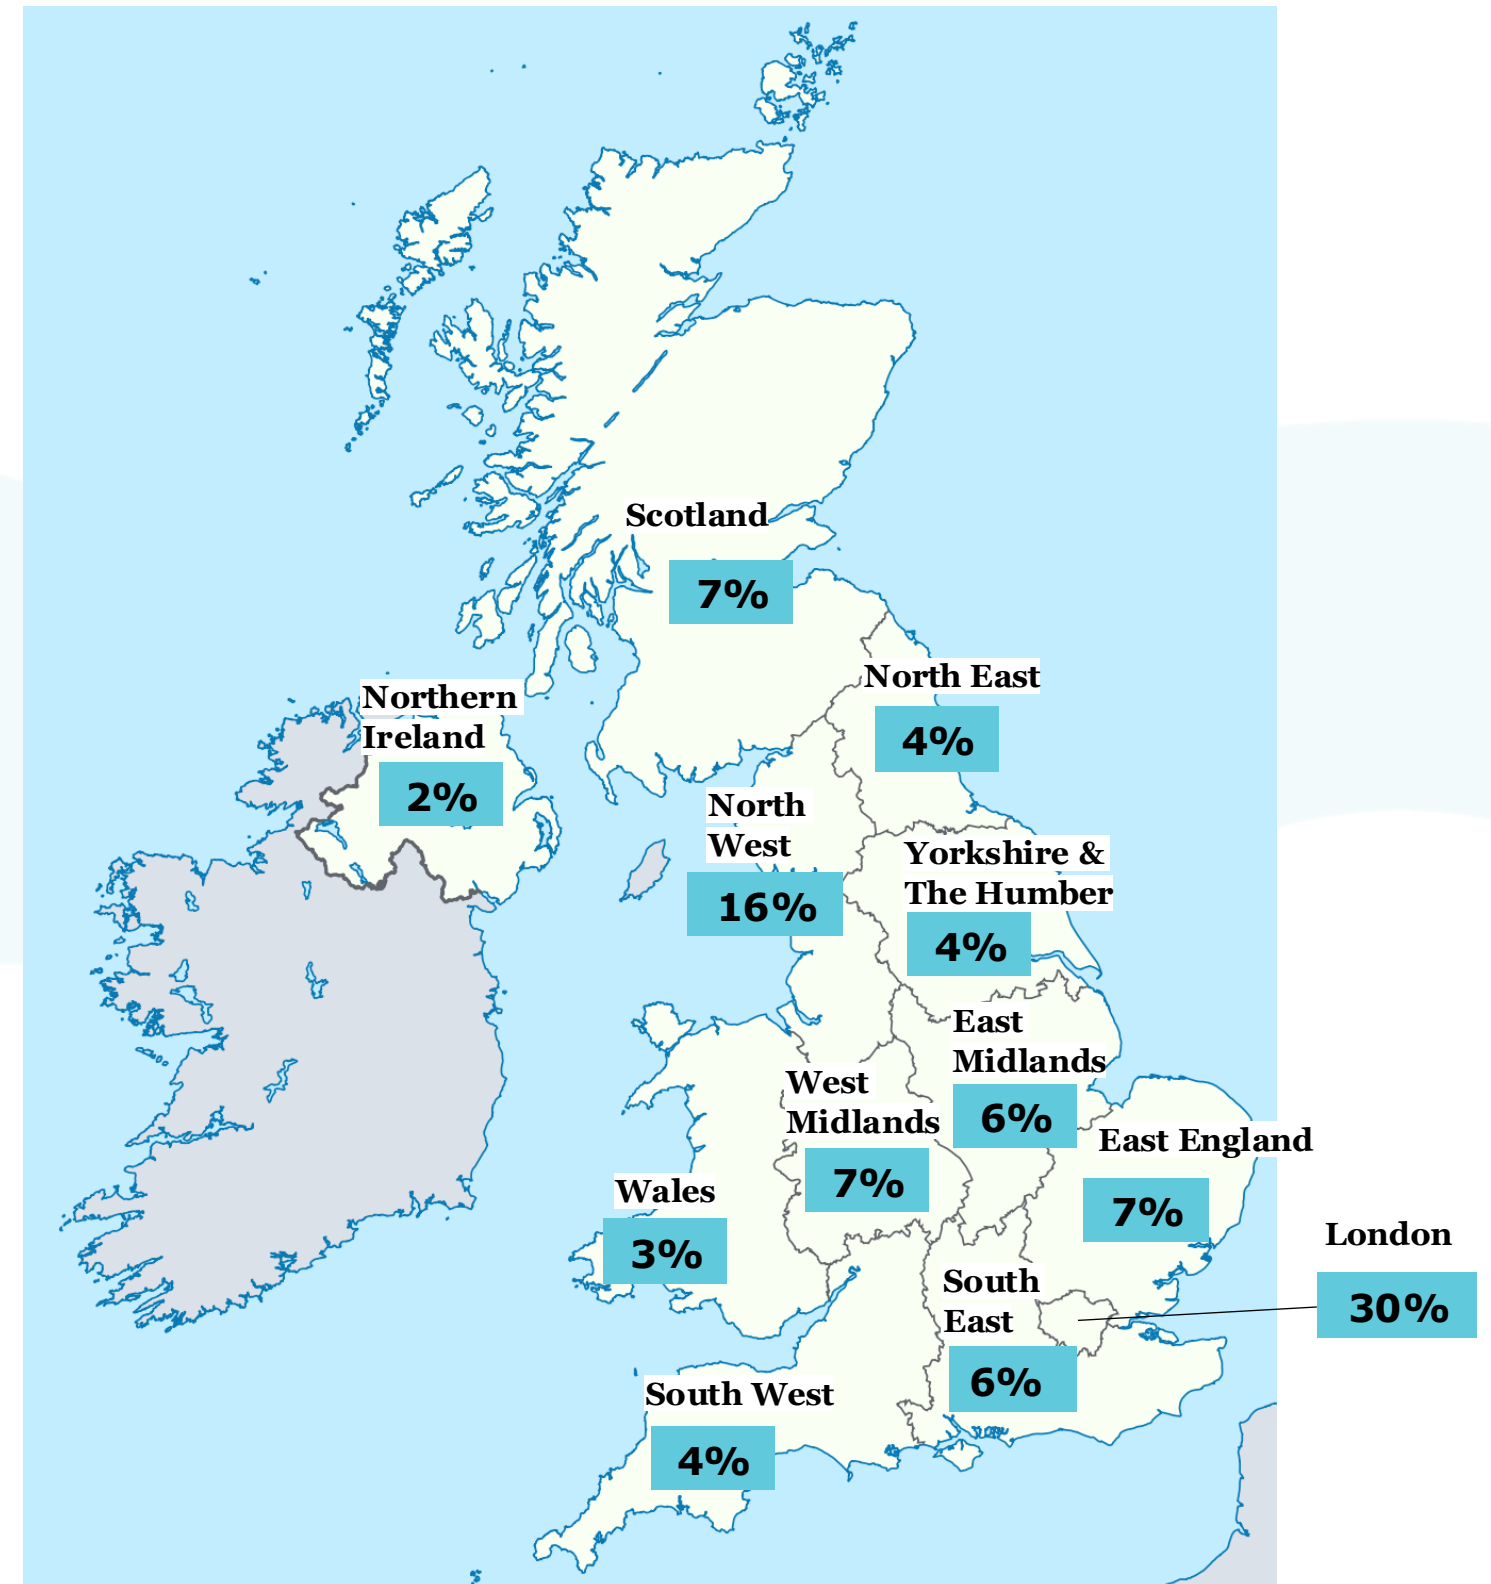 Scotland
7%
North East
4%
Northern
Ireland
2%
North
West
16%
Yorkshire &
The Humber
4%
East
Midlands
6%
West
Midlands
7%
East England
7%
Wales
3%
London
30%
South
East
6%
South West
4%